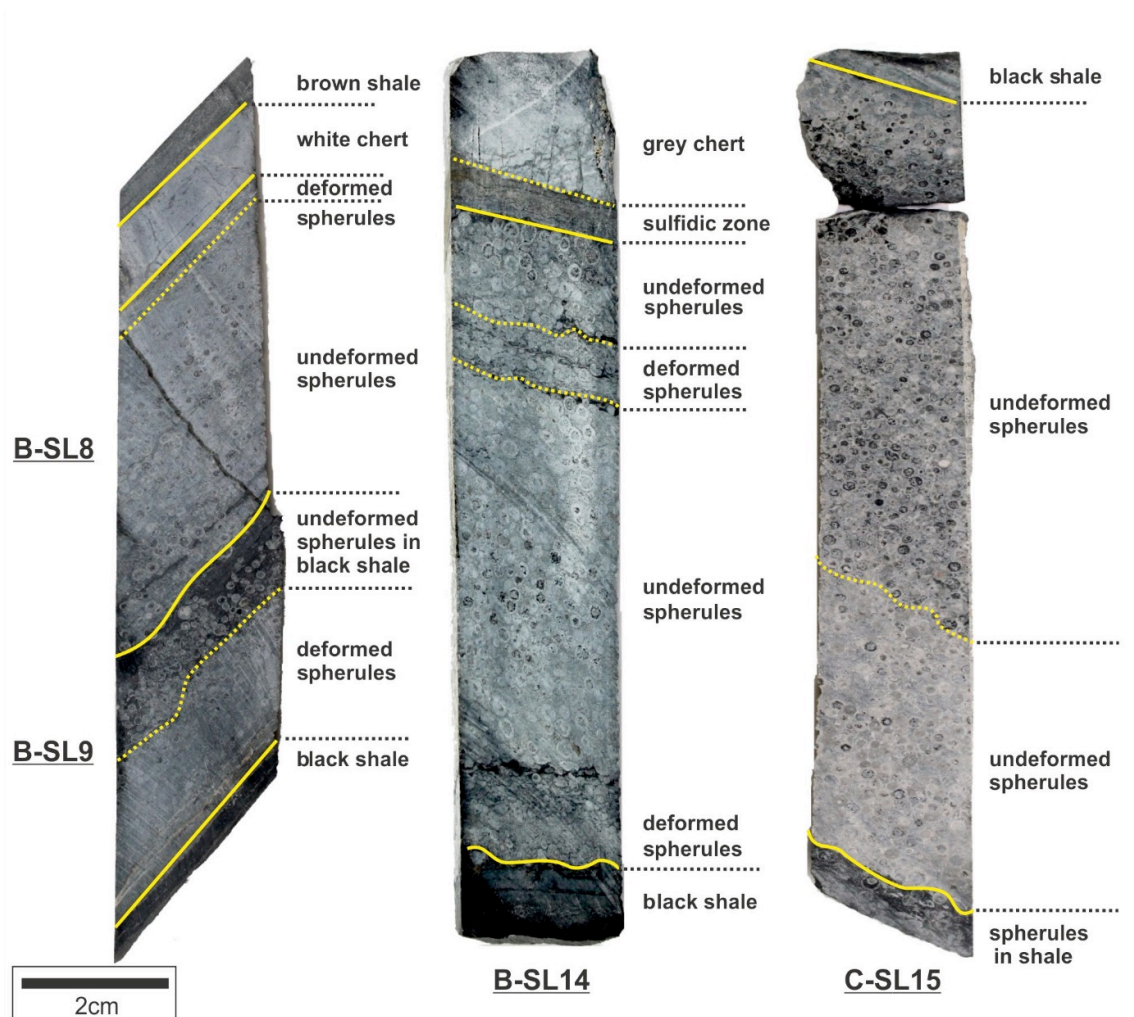 brown shale
white chert
deformed
spherules
undeformed
spherules
B-SL8
undeformed
spherules in
black shale
deformed
spherules
B-SL9
black shale
2cm
grey chert
sulfidic zone
undeformed
spherules
deformed
spherules
undeformed
spherules
deformed
spherules
black shale
B-SL14
black shale
undeformed
spherules
undeformed
spherules
spherules
in shale
C-SL15